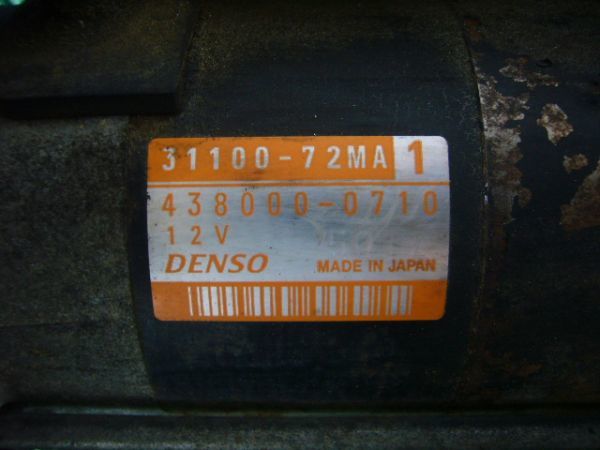 31100-72MA 1
438000-0710
12V
DENSO MADE IN JAPAN